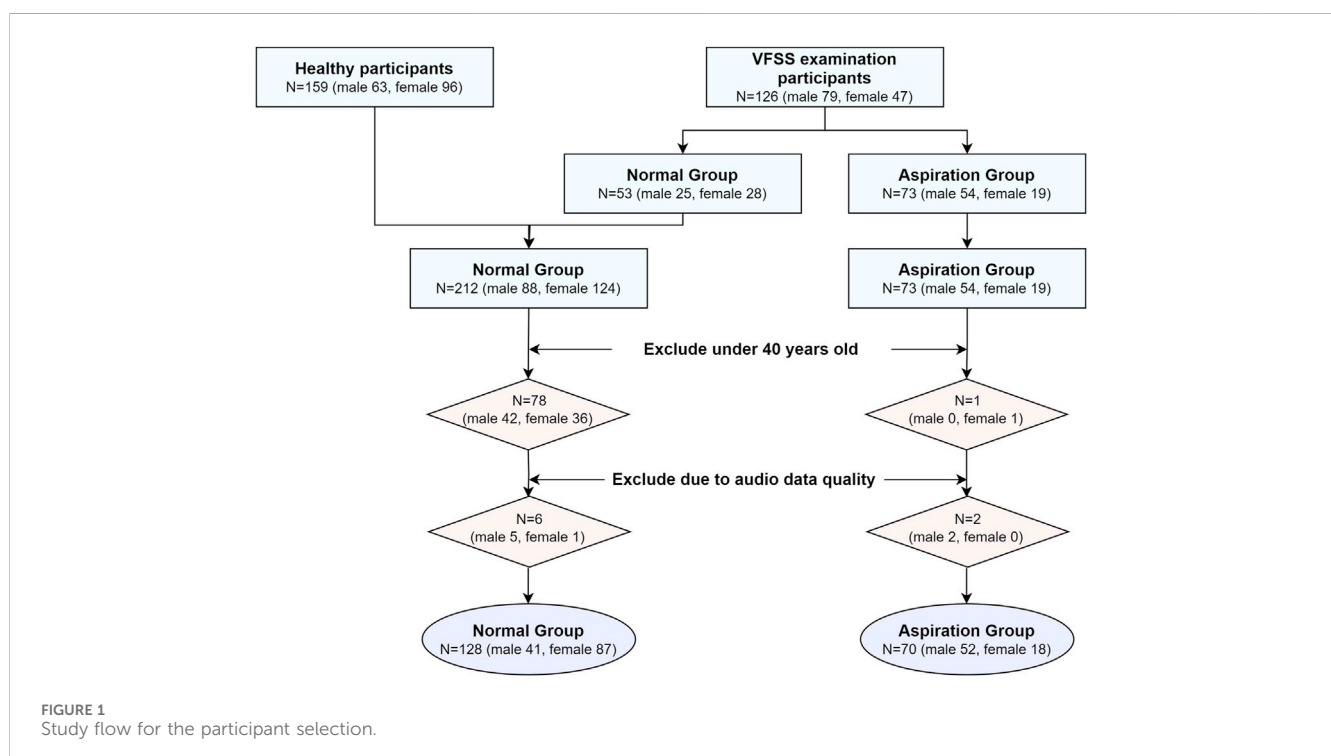 Healthy participants
N=159 (male 63, female 96)
VFSS examination
participants
N=126 (male 79, female 47)
Normal Group
N=53 (male 25, female 28)
Aspiration Group
N=73 (male 54, female 19)
Normal Group
N=212 (male 88, female 124)
Aspiration Group
N=73 (male 54, female 19)
Exclude under 40 years old
N=78
(male 42, female 36)
N=1
(male 0, female 1)
Exclude due to audio data quality
N=6
(male 5, female 1)
N=2
(male 2, female 0)
Normal Group
N=128 (male 41, female 87)
Aspiration Group
N=70 (male 52, female 18)
FIGURE 1
Study flow for the participant selection.